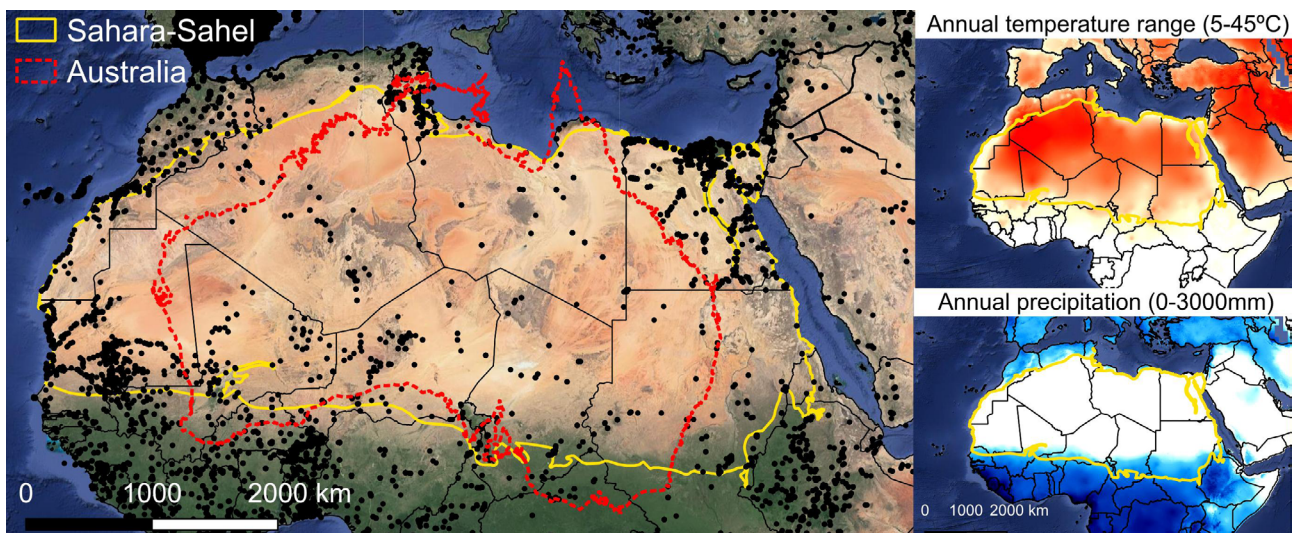 Sahara-Sahel
Australia
0 1000 2000 km
Annual temperature range (5-45ºC)
Annual precipitation (0-3000mm)
0 1000 2000 km